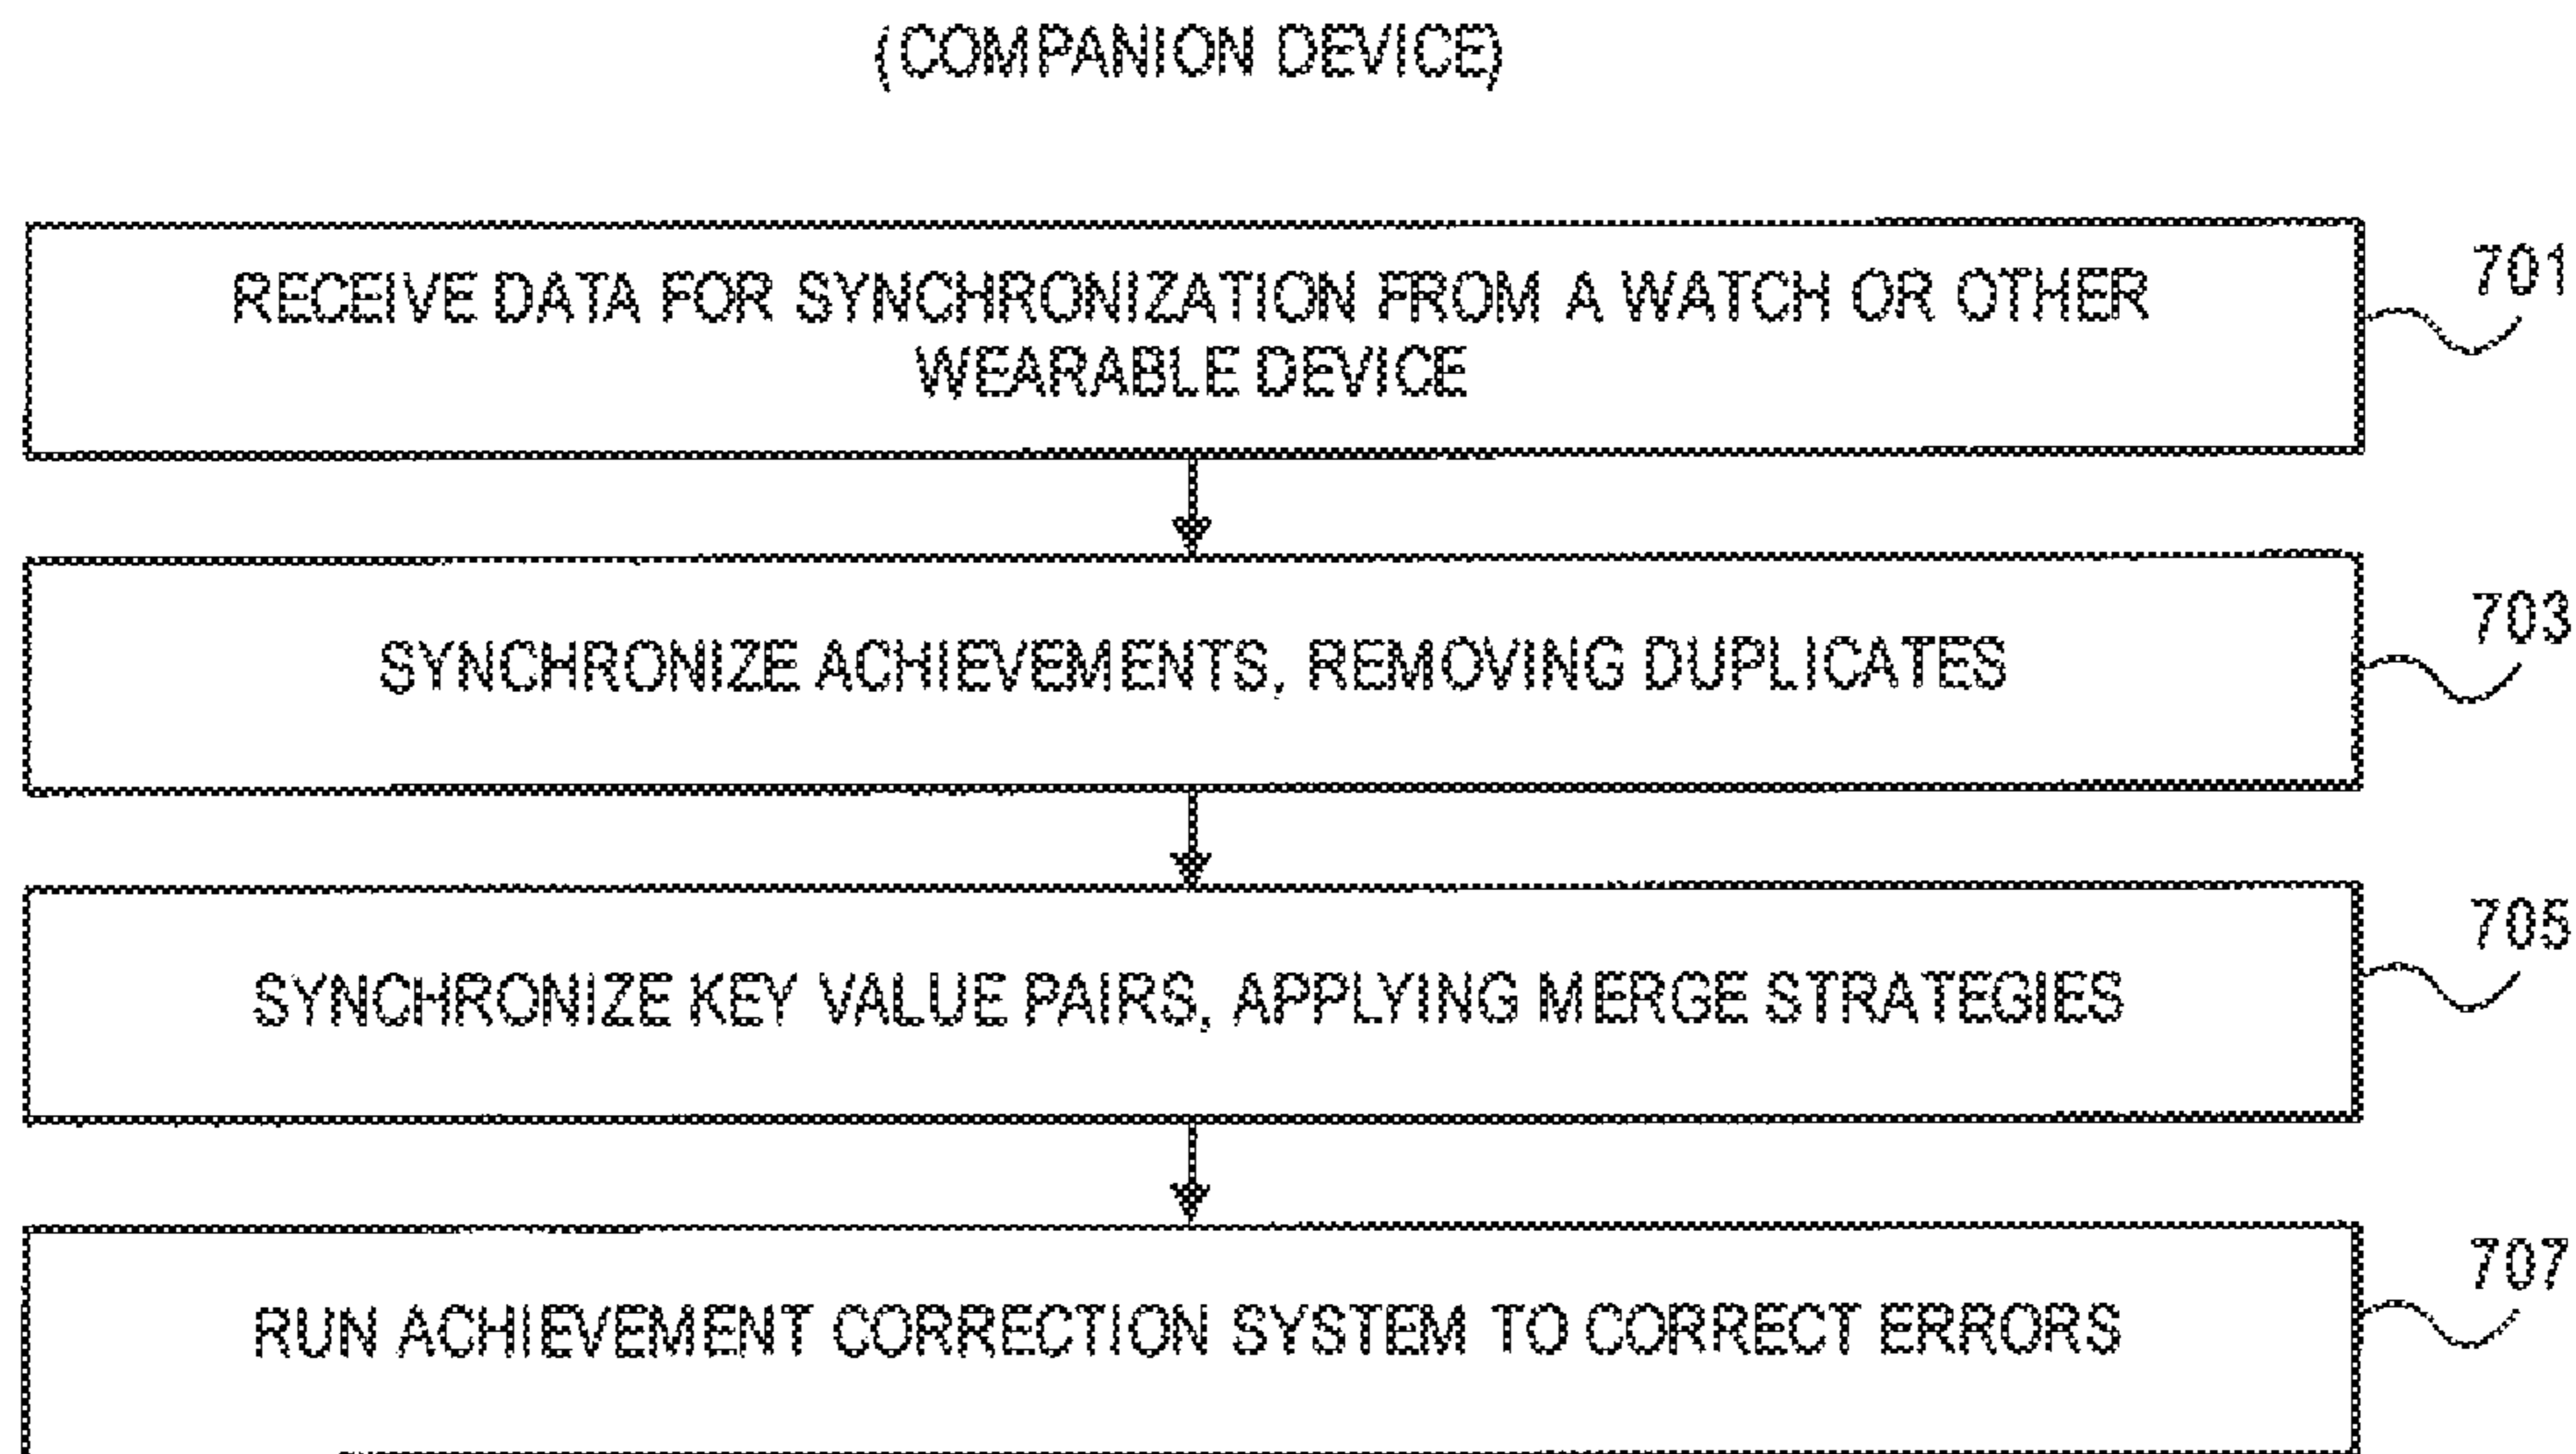 (COMPANION DEVICE)
RECEIVE DATA FOR SYNCHRONIZATION FROM A WATCH OR OTHER
WEARABLE DEVICE
701
SYNCHRONIZE ACHIEVEMENTS, REMOVING DUPLICATES
703
SYNCHRONIZE KEY VALUE PAIRS, APPLYING MERGE STRATEGIES
705
RUN ACHIEVEMENT CORRECTION SYSTEM TO CORRECT ERRORS
707